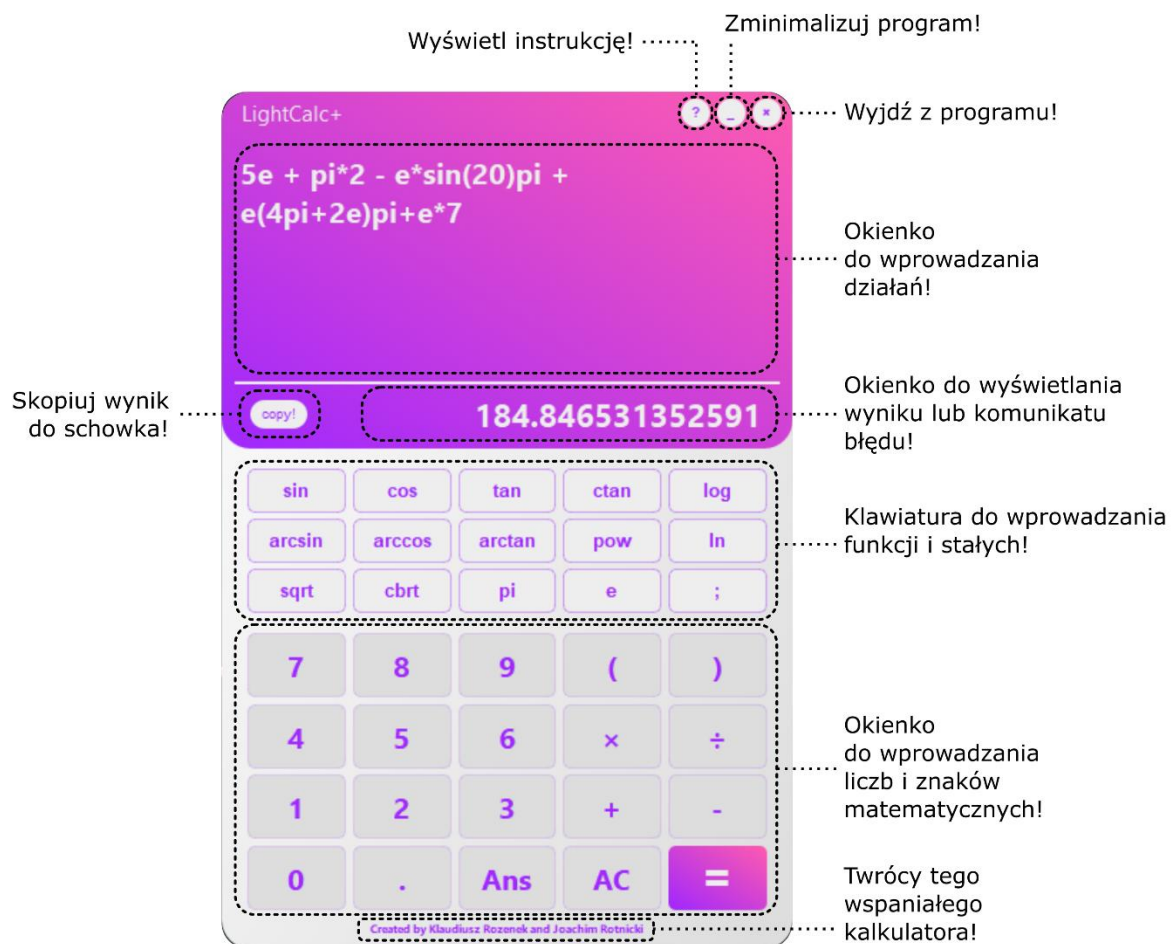 Zminimalizuj program!
Wyświetl instrukcję!
LightCalc+
?
_
×
Wyjdź z programu!
5e + pi*2 - e*sin(20)pi +
e(4pi+2e)pi+e*7
Okienko
do wprowadzania
działań!
Skopiuj wynik
do schowka!
copy!
184.846531352591
Okienko do wyświetlania
wyniku lub komunikatu
błędu!
sin cos tan ctan log
arcsin arccos arctan pow ln
sqrt cbrt pi e ;
Klawiatura do wprowadzania
funkcji i stałych!
7 8 9 ( )
4 5 6 × ÷
1 2 3 + -
0 . Ans AC =
Okienko
do wprowadzania
liczb i znaków
matematycznych!
Twrócy tego
wspaniałego
kalkulatora!
Created by Klaudiusz Rozenek and Joachim Rotnicki